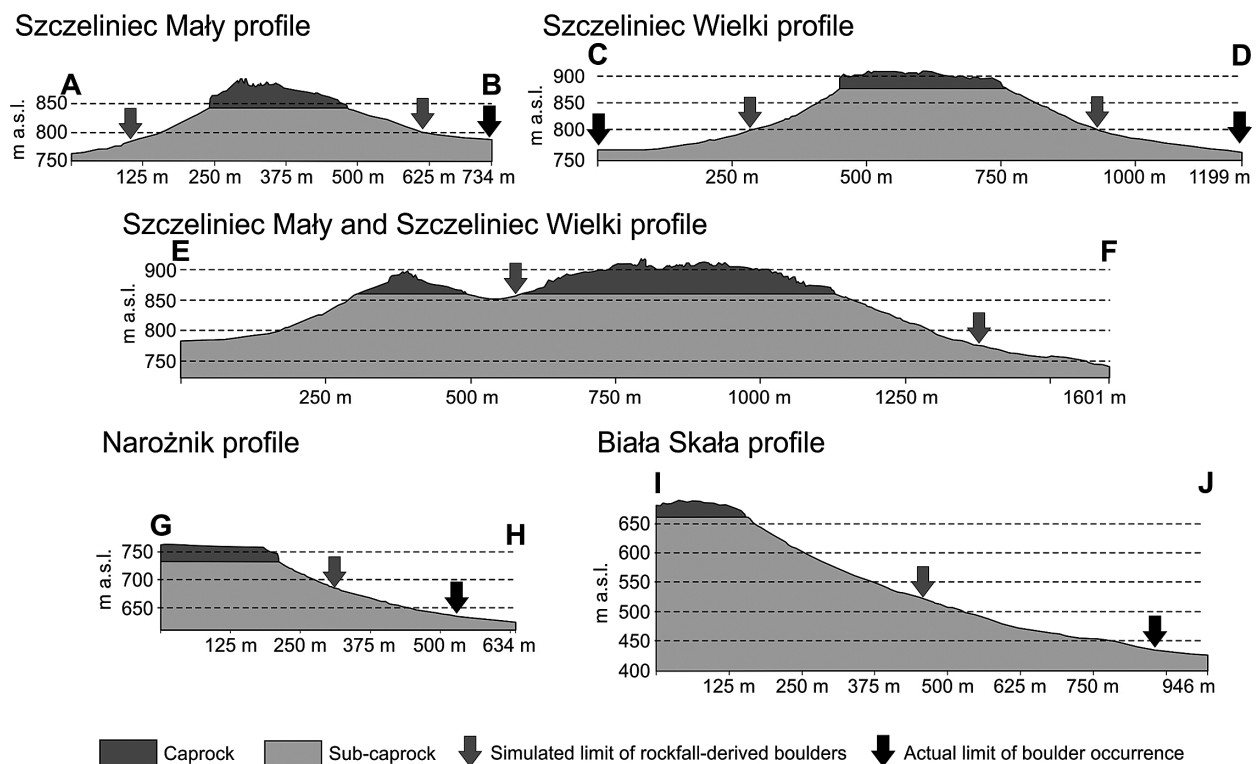 Szczeliniec Mały profile
A
B
850
800
750
m a.s.l.
125 m 250 m 375 m 500 m 625 m 734 m
Szczeliniec Wielki profile
C
D
900
850
800
750
m a.s.l.
250 m 500 m 750 m 1000 m 1199 m
Szczeliniec Mały and Szczeliniec Wielki profile
E
F
900
850
800
750
m a.s.l.
250 m 500 m 750 m 1000 m 1250 m 1601 m
Narożnik profile
G
H
750
700
650
m a.s.l.
125 m 250 m 375 m 500 m 634 m
Biała Skała profile
I
J
650
600
550
500
450
400
m a.s.l.
125 m 250 m 375 m 500 m 625 m 750 m 946 m
Caprock Sub-caprock Simulated limit of rockfall-derived boulders Actual limit of boulder occurrence